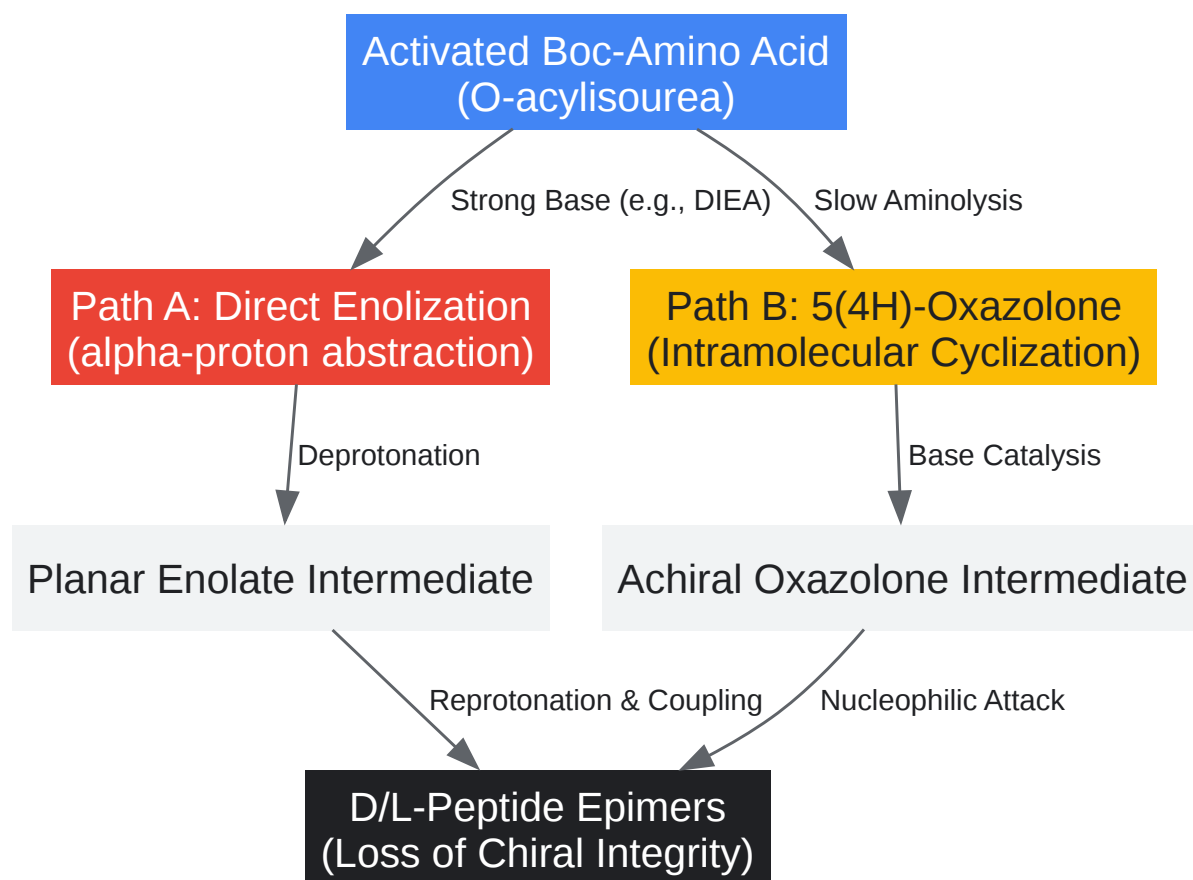 Activated Boc-Amino Acid
(O-acylisourea)
Strong Base (e.g., DIEA)
Slow Aminolysis
Path A: Direct Enolization
(alpha-proton abstraction)
Path B: 5(4H)-Oxazolone
(Intramolecular Cyclization)
Deprotonation
Base Catalysis
Planar Enolate Intermediate
Achiral Oxazolone Intermediate
Reprotonation & Coupling
Nucleophilic Attack
D/L-Peptide Epimers
(Loss of Chiral Integrity)